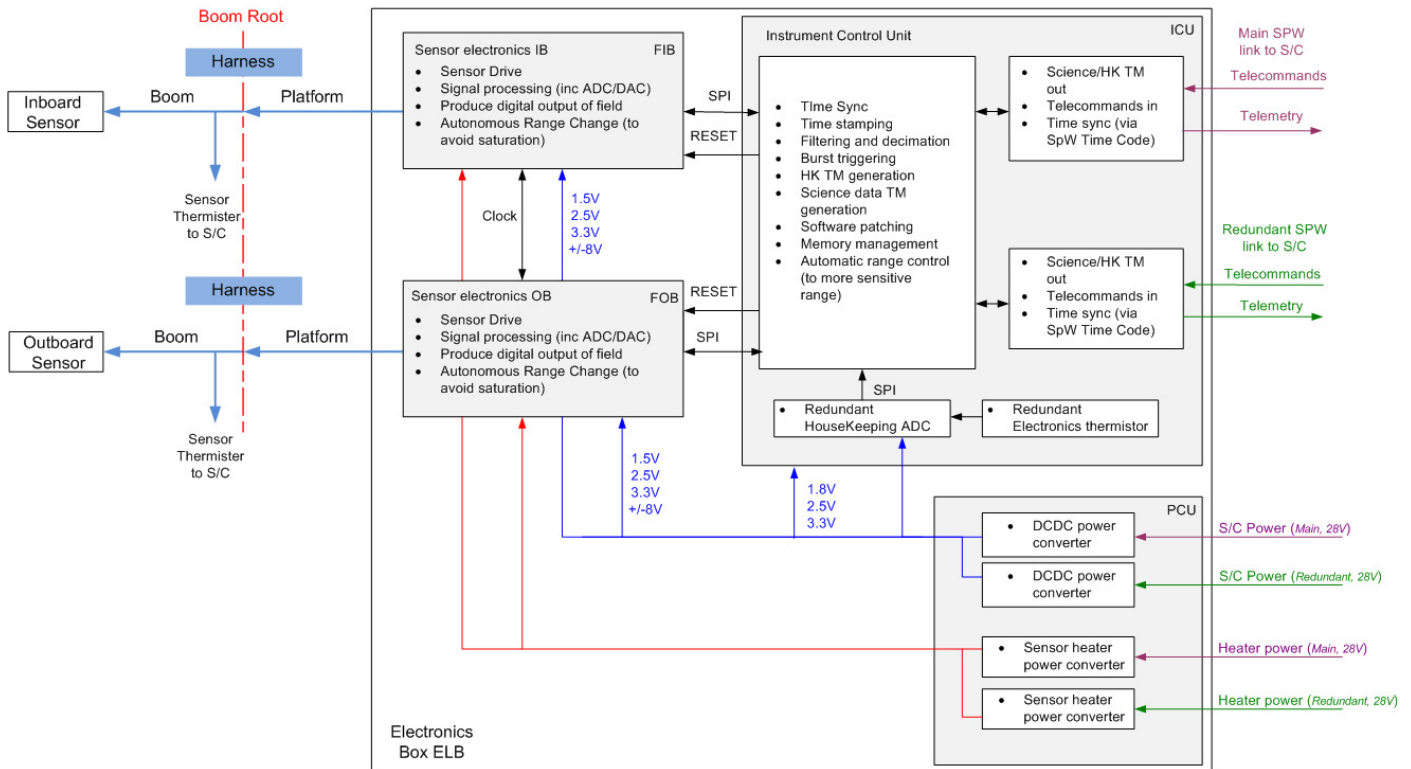 Boom Root
Harness
Boom
Platform
Inboard
Sensor
Sensor
Thermister
to S/C
Harness
Boom
Platform
Outboard
Sensor
Sensor
Thermister
to S/C
Sensor electronics IB
FIB
• Sensor Drive
• Signal processing (inc ADC/DAC)
• Produce digital output of field
• Autonomous Range Change (to
avoid saturation)
SPI
RESET
Clock
1.5V
2.5V
3.3V
+/-8V
Sensor electronics OB
FOB
• Sensor Drive
• Signal processing (inc ADC/DAC)
• Produce digital output of field
• Autonomous Range Change (to
avoid saturation)
RESET
SPI
1.5V
2.5V
3.3V
+/-8V
Instrument Control Unit
ICU
• TIme Sync
• Time stamping
• Filtering and decimation
• Burst triggering
• HK TM generation
• Science data TM
generation
• Software patching
• Memory management
• Automatic range control
(to more sensitive
range)
• Science/HK TM
out
• Telecommands in
• Time sync (via
SpW Time Code)
• Science/HK TM
out
• Telecommands in
• Time sync (via
SpW Time Code)
SPI
• Redundant
HouseKeeping ADC
• Redundant
Electronics thermistor
1.8V
2.5V
3.3V
Main SPW
link to S/C
Telecommands
Telemetry
Redundant SPW
link to S/C
Telecommands
Telemetry
PCU
• DCDC power
converter
• DCDC power
converter
• Sensor heater
power converter
• Sensor heater
power converter
S/C Power (Main, 28V)
S/C Power (Redundant, 28V)
Heater power (Main, 28V)
Heater power (Redundant, 28V)
Electronics
Box ELB